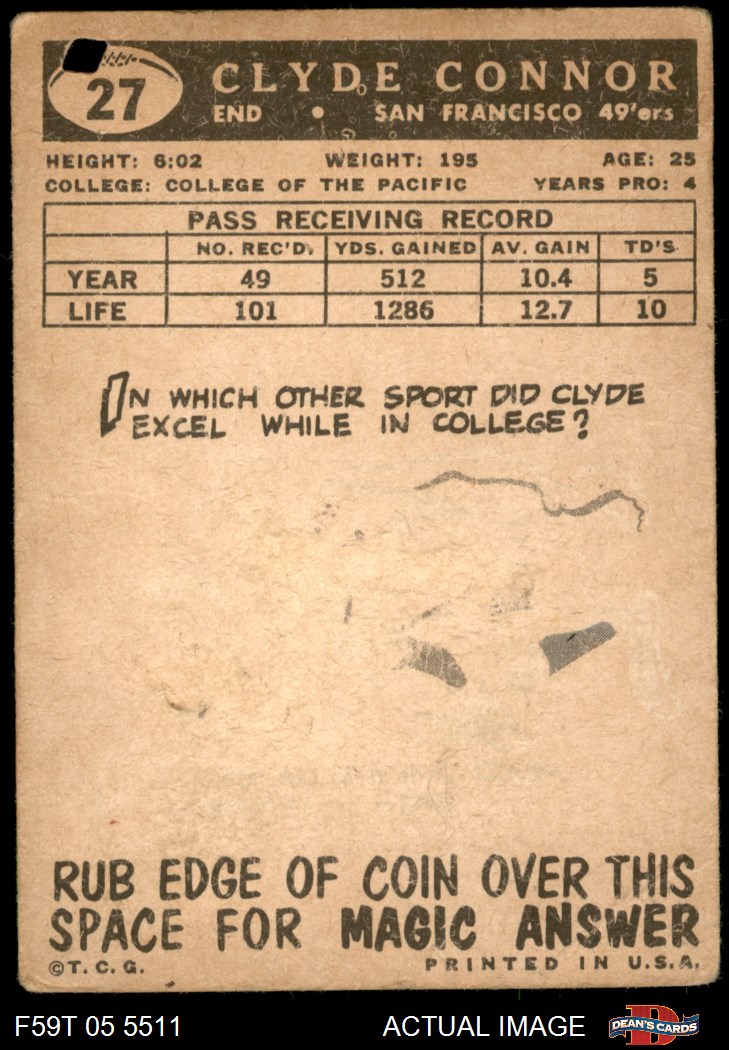 27
CLYDE CONNOR
END • SAN FRANCISCO 49'ers
HEIGHT: 6:02 WEIGHT: 195 AGE: 25
COLLEGE: COLLEGE OF THE PACIFIC YEARS PRO: 4
PASS RECEIVING RECORD
NO. REC'D. YDS. GAINED AV. GAIN TD'S
YEAR 49 512 10.4 5
LIFE 101 1286 12.7 10
IN WHICH OTHER SPORT DID CLYDE
EXCEL WHILE IN COLLEGE?
RUB EDGE OF COIN OVER THIS
SPACE FOR MAGIC ANSWER
©T.C.G. PRINTED IN U.S.A.
F59T 05 5511 ACTUAL IMAGE DEAN'S CARDS